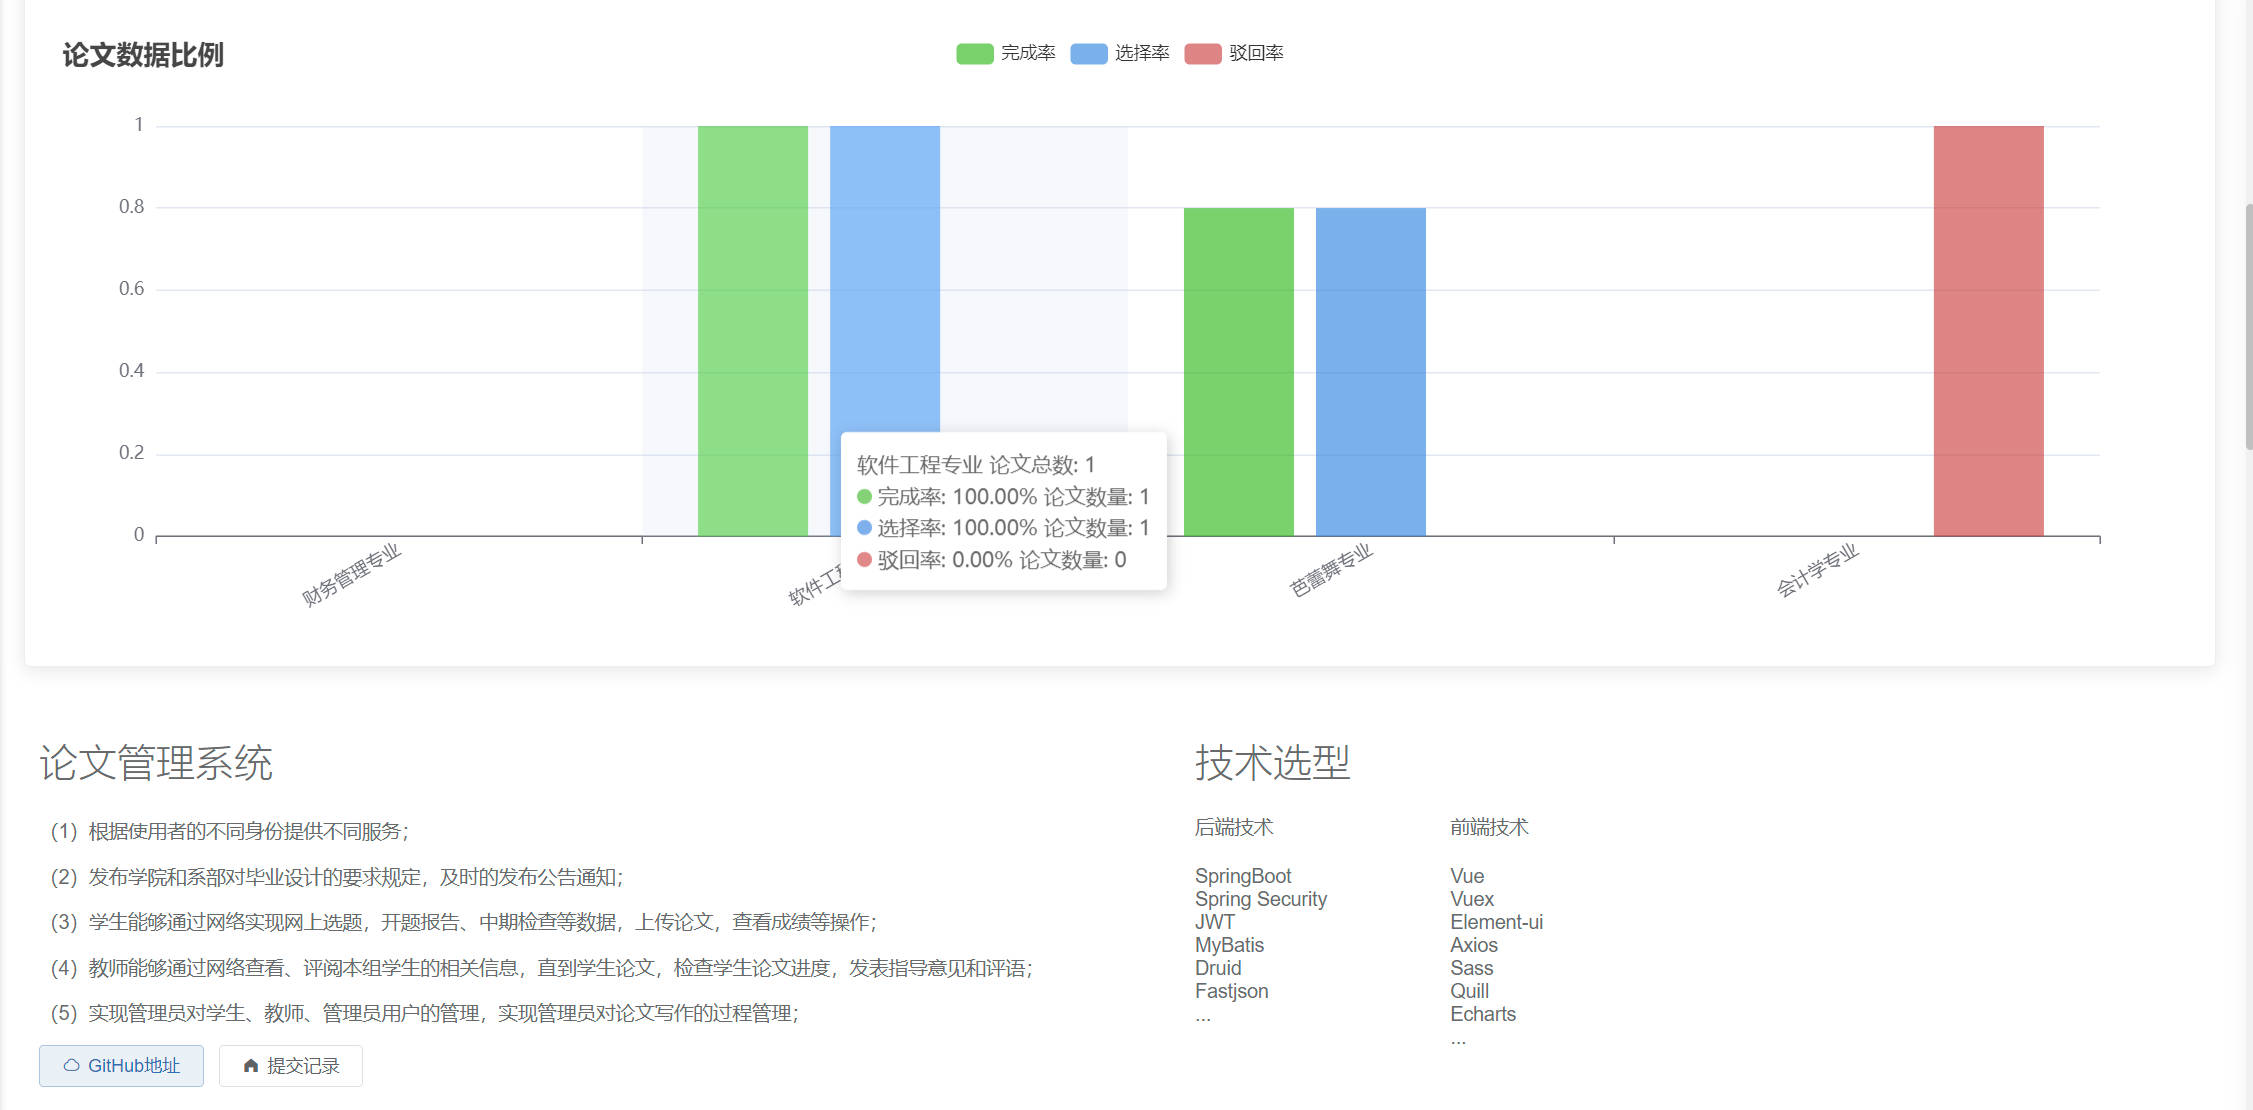 论文数据比例
完成率 选择率 驳回率
1
0.8
0.6
0.4
0.2
0
软件工程专业 论文总数: 1
完成率: 100.00% 论文数量: 1
选择率: 100.00% 论文数量: 1
驳回率: 0.00% 论文数量: 0
财务管理专业 软件工 芭蕾舞专业 会计学专业
论文管理系统
(1) 根据使用者的不同身份提供不同服务；
(2) 发布学院和系部对毕业设计的要求规定，及时的发布公告通知；
(3) 学生能够通过网络实现网上选题，开题报告、中期检查等数据，上传论文，查看成绩等操作；
(4) 教师能够通过网络查看、评阅本组学生的相关信息，直到学生论文，检查学生论文进度，发表指导意见和评语；
(5) 实现管理员对学生、教师、管理员用户的管理，实现管理员对论文写作的过程管理；
GitHub地址 提交记录
技术选型
后端技术
SpringBoot
Spring Security
JWT
MyBatis
Druid
Fastjson
...
前端技术
Vue
Vuex
Element-ui
Axios
Sass
Quill
Echarts
...